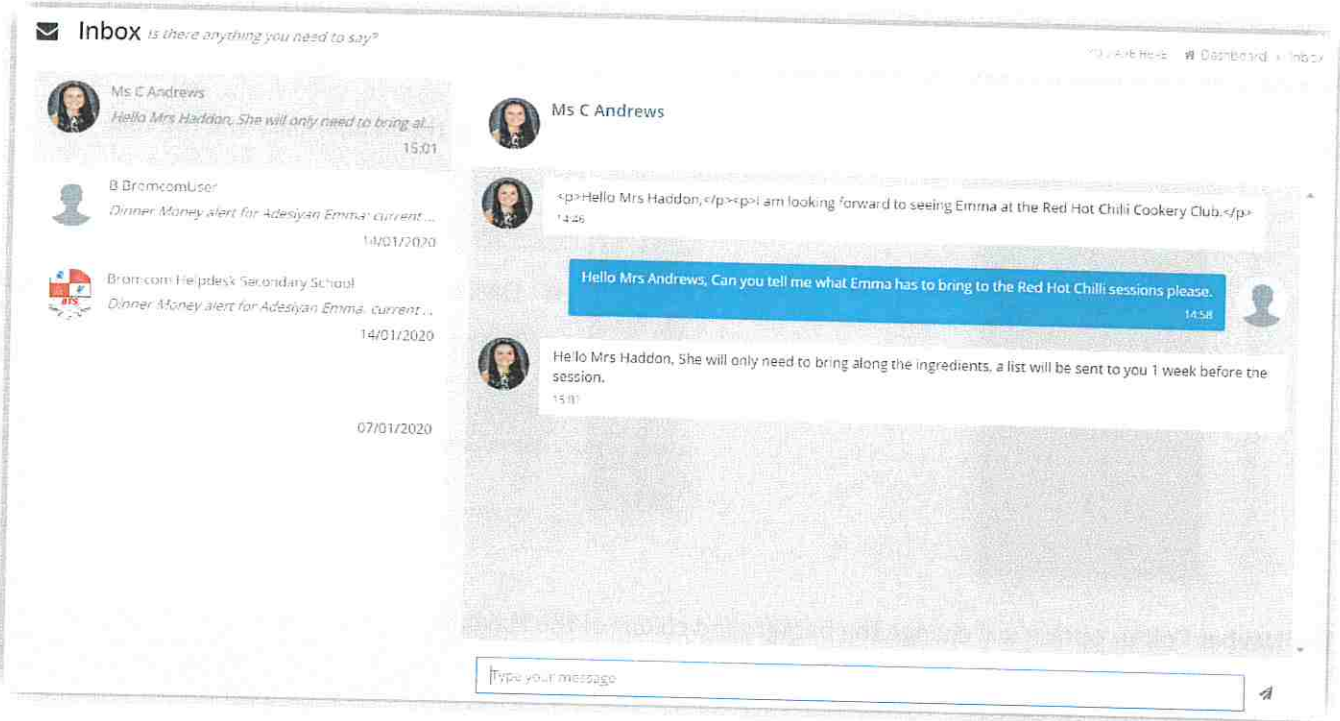 Inbox Is there anything you need to say?
YOU ARE HERE Dashboard > Inbox
Ms C Andrews
Hello Mrs Haddon, She will only need to bring al...
15:01
B BromcomUser
Dinner Money alert for Adesiyan Emma: current ...
14/01/2020
Bromcom Helpdesk Secondary School
Dinner Money alert for Adesiyan Emma: current ...
14/01/2020
07/01/2020
Ms C Andrews
<p>Hello Mrs Haddon,</p><p>I am looking forward to seeing Emma at the Red Hot Chilli Cookery Club.</p>
14:46
Hello Mrs Andrews, Can you tell me what Emma has to bring to the Red Hot Chilli sessions please.
14:58
Hello Mrs Haddon, She will only need to bring along the ingredients, a list will be sent to you 1 week before the
session.
15:01
Type your message